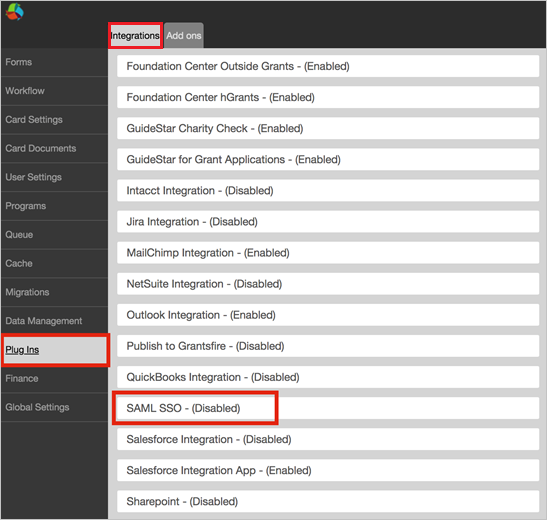 Integrations Add ons
Forms
Workflow
Card Settings
Card Documents
User Settings
Programs
Queue
Cache
Migrations
Data Management
Plug Ins
Finance
Global Settings
Foundation Center Outside Grants - (Enabled)
Foundation Center hGrants - (Enabled)
GuideStar Charity Check - (Enabled)
GuideStar for Grant Applications - (Enabled)
Intacct Integration - (Disabled)
Jira Integration - (Disabled)
MailChimp Integration - (Enabled)
NetSuite Integration - (Disabled)
Outlook Integration - (Enabled)
Publish to Grantsfire - (Disabled)
QuickBooks Integration - (Disabled)
SAML SSO - (Disabled)
Salesforce Integration - (Disabled)
Salesforce Integration App - (Enabled)
Sharepoint - (Disabled)